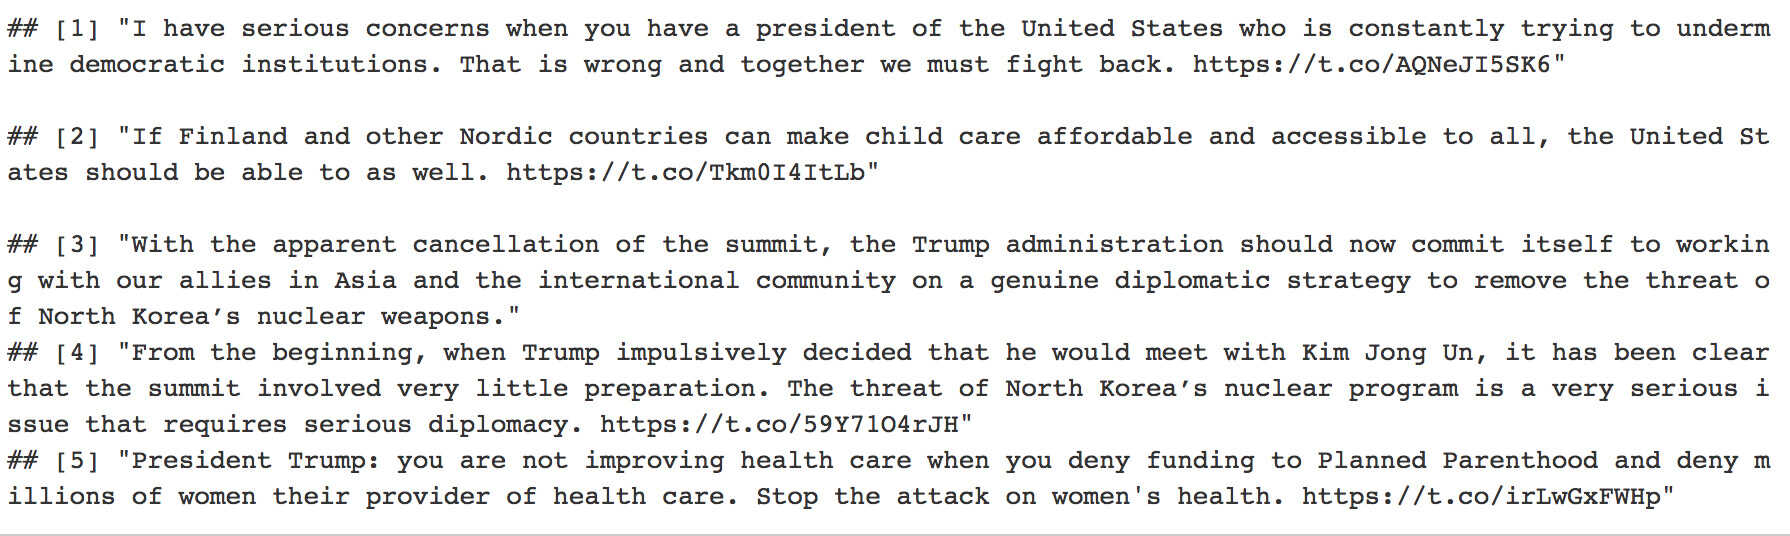 ## [1] "I have serious concerns when you have a president of the United States who is constantly trying to underm
ine democratic institutions. That is wrong and together we must fight back. https://t.co/AQNeJI5SK6"
## [2] "If Finland and other Nordic countries can make child care affordable and accessible to all, the United St
ates should be able to as well. https://t.co/Tkm0I4ItLb"
## [3] "With the apparent cancellation of the summit, the Trump administration should now commit itself to workin
g with our allies in Asia and the international community on a genuine diplomatic strategy to remove the threat o
f North Korea’s nuclear weapons."
## [4] "From the beginning, when Trump impulsively decided that he would meet with Kim Jong Un, it has been clear
that the summit involved very little preparation. The threat of North Korea’s nuclear program is a very serious i
ssue that requires serious diplomacy. https://t.co/59Y71O4rJH"
## [5] "President Trump: you are not improving health care when you deny funding to Planned Parenthood and deny m
illions of women their provider of health care. Stop the attack on women's health. https://t.co/irLwGxFWHp"